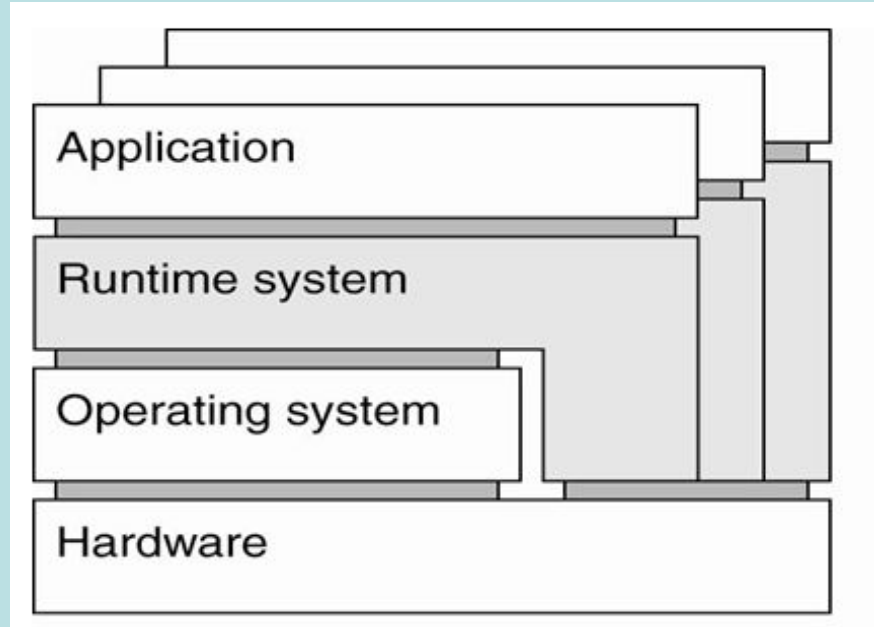 Application
Runtime system
Operating system
Hardware